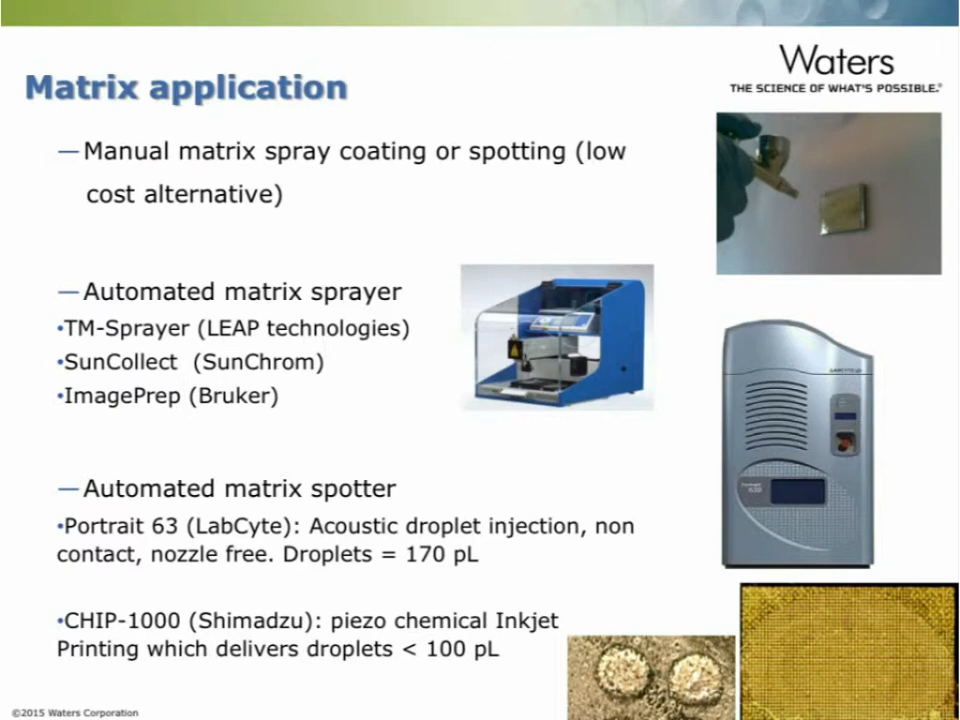 Matrix application
Waters
THE SCIENCE OF WHAT'S POSSIBLE.®
— Manual matrix spray coating or spotting (low
cost alternative)
— Automated matrix sprayer
•TM-Sprayer (LEAP technologies)
•SunCollect (SunChrom)
•ImagePrep (Bruker)
— Automated matrix spotter
•Portrait 63 (LabCyte): Acoustic droplet injection, non
contact, nozzle free. Droplets = 170 pL
•CHIP-1000 (Shimadzu): piezo chemical Inkjet
Printing which delivers droplets < 100 pL
LABCYTE
630
©2015 Waters Corporation